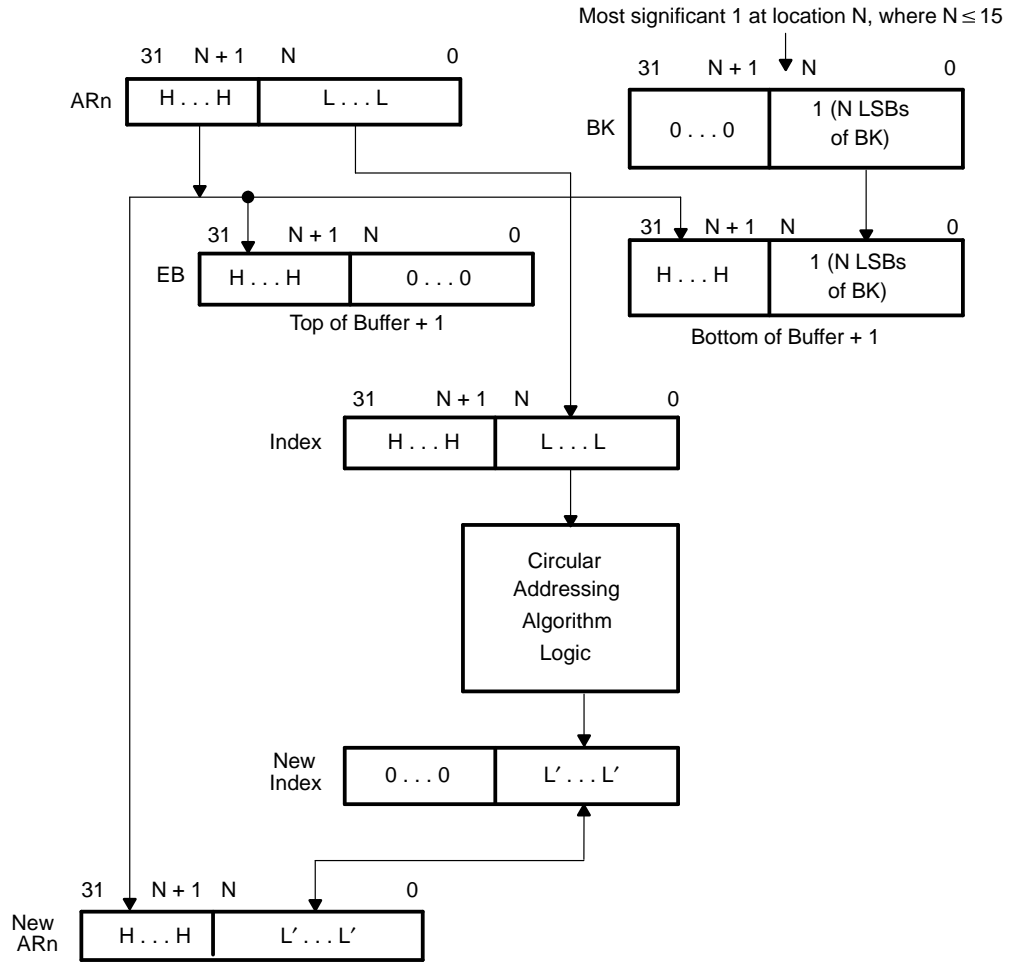 Most significant 1 at location N, where N ≤ 15
31 N + 1 N 0
ARn H . . . H L . . . L
31 N + 1 N 0
BK 0 . . . 0 1 (N LSBs
of BK)
31 N + 1 N 0
EB H . . . H 0 . . . 0
Top of Buffer + 1
31 N + 1 N 0
H . . . H 1 (N LSBs
of BK)
Bottom of Buffer + 1
31 N + 1 N 0
Index H . . . H L . . . L
Circular
Addressing
Algorithm
Logic
New
Index 0 . . . 0 L′ . . . L′
31 N + 1 N 0
New
ARn H . . . H L′ . . . L′